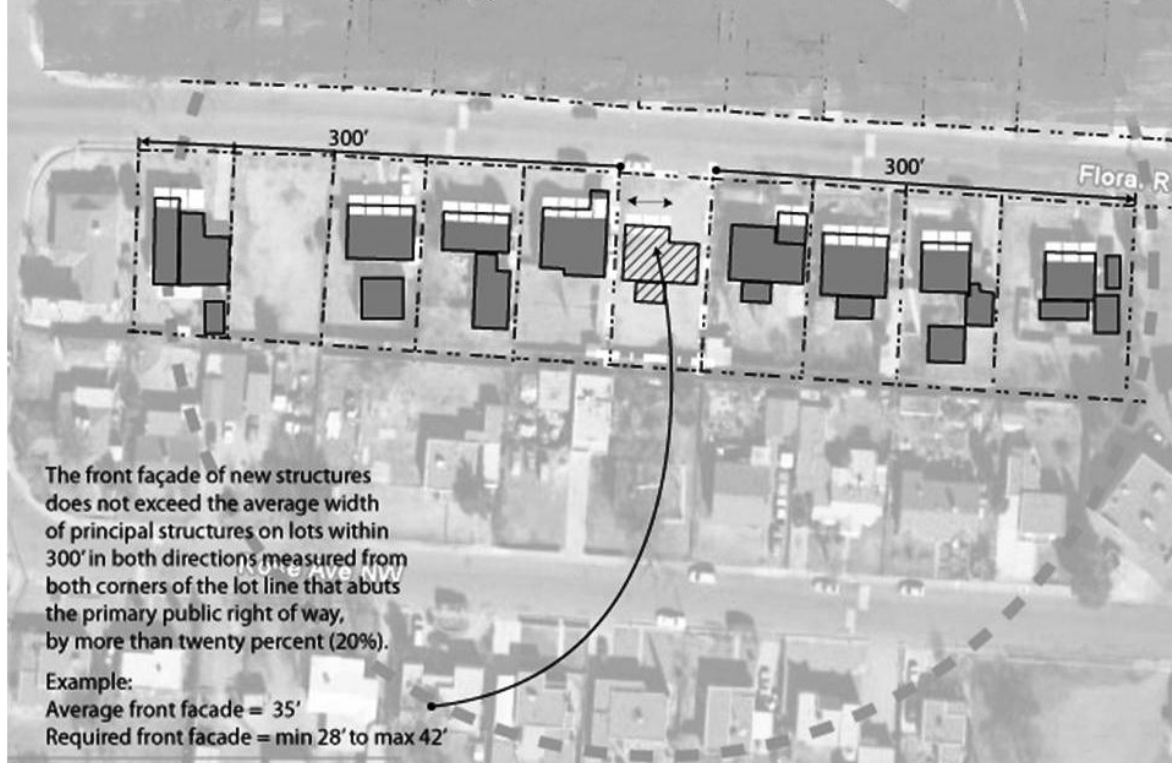 300'
300'
Flora. R
The front façade of new structures
does not exceed the average width
of principal structures on lots within
300' in both directions measured from
both corners of the lot line that abuts
the primary public right of way,
by more than twenty percent (20%).
Ave NW
Example:
Average front facade = 35'
Required front facade = min 28' to max 42'